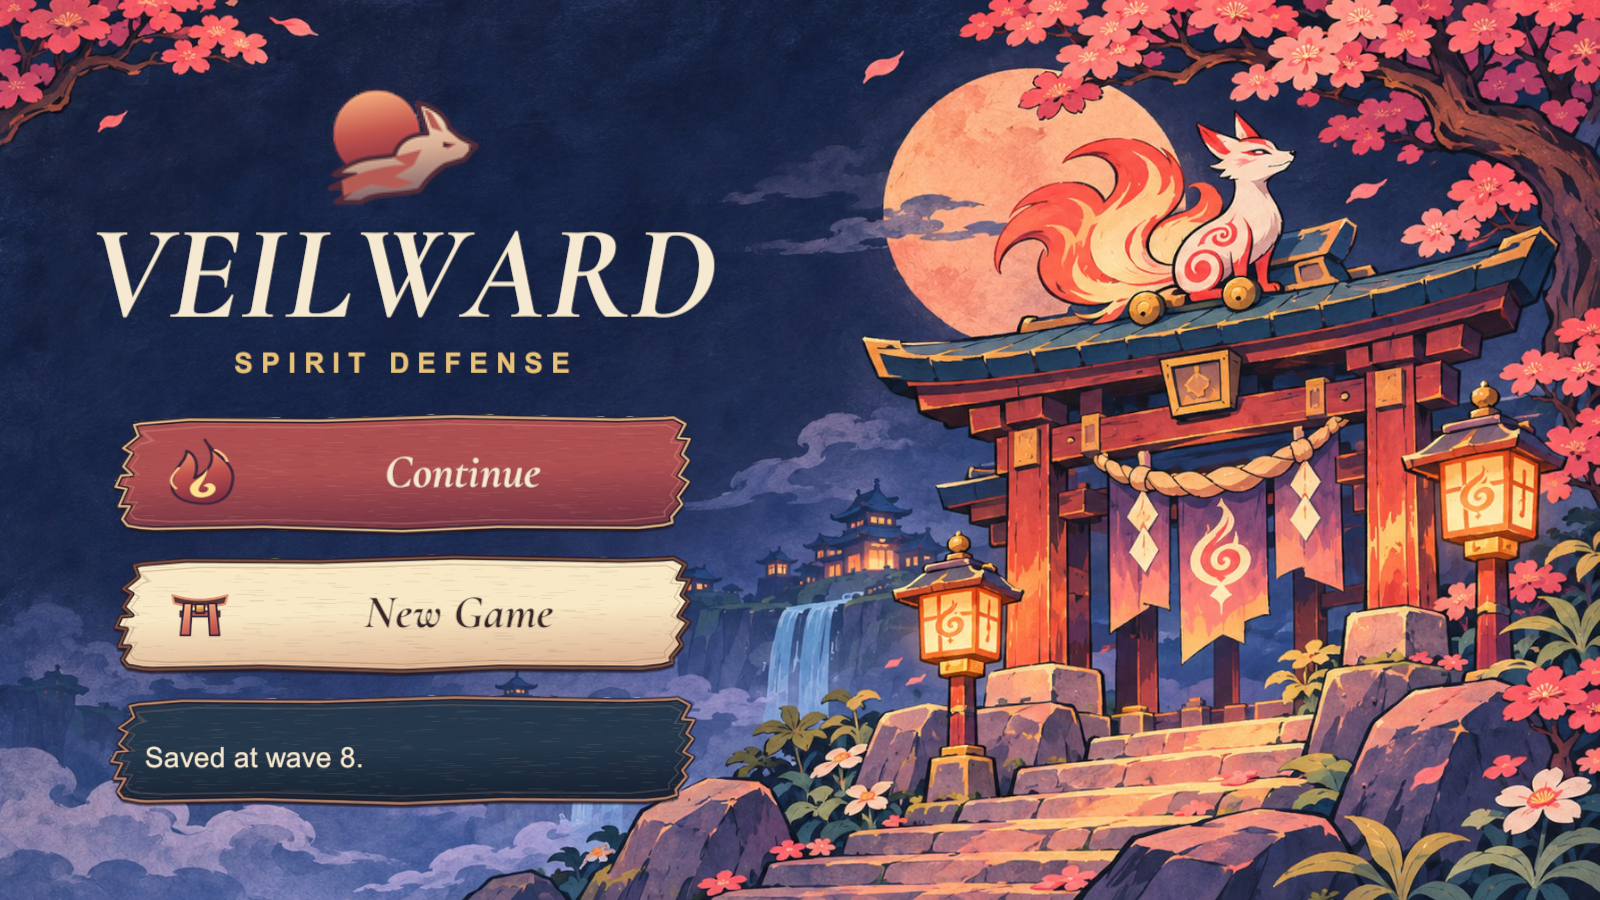 VEILWARD
SPIRIT DEFENSE
Continue
New Game
Saved at wave 8.